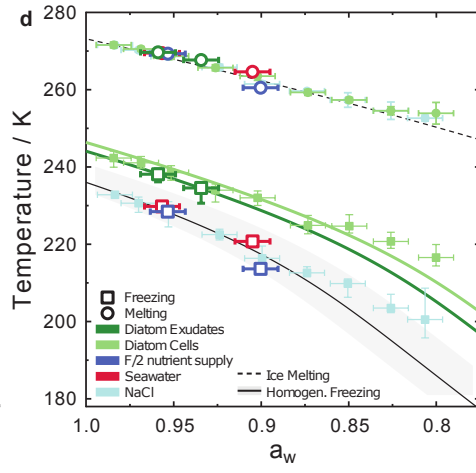 d
Temperature / K
280
270
260
250
240
230
220
210
200
190
180
Freezing
Melting
Diatom Exudates
Diatom Cells
F/2 nutrient supply
Seawater
NaCl
Ice Melting
Homogen. Freezing
1.0 0.95 0.9 0.85 0.8
a_w